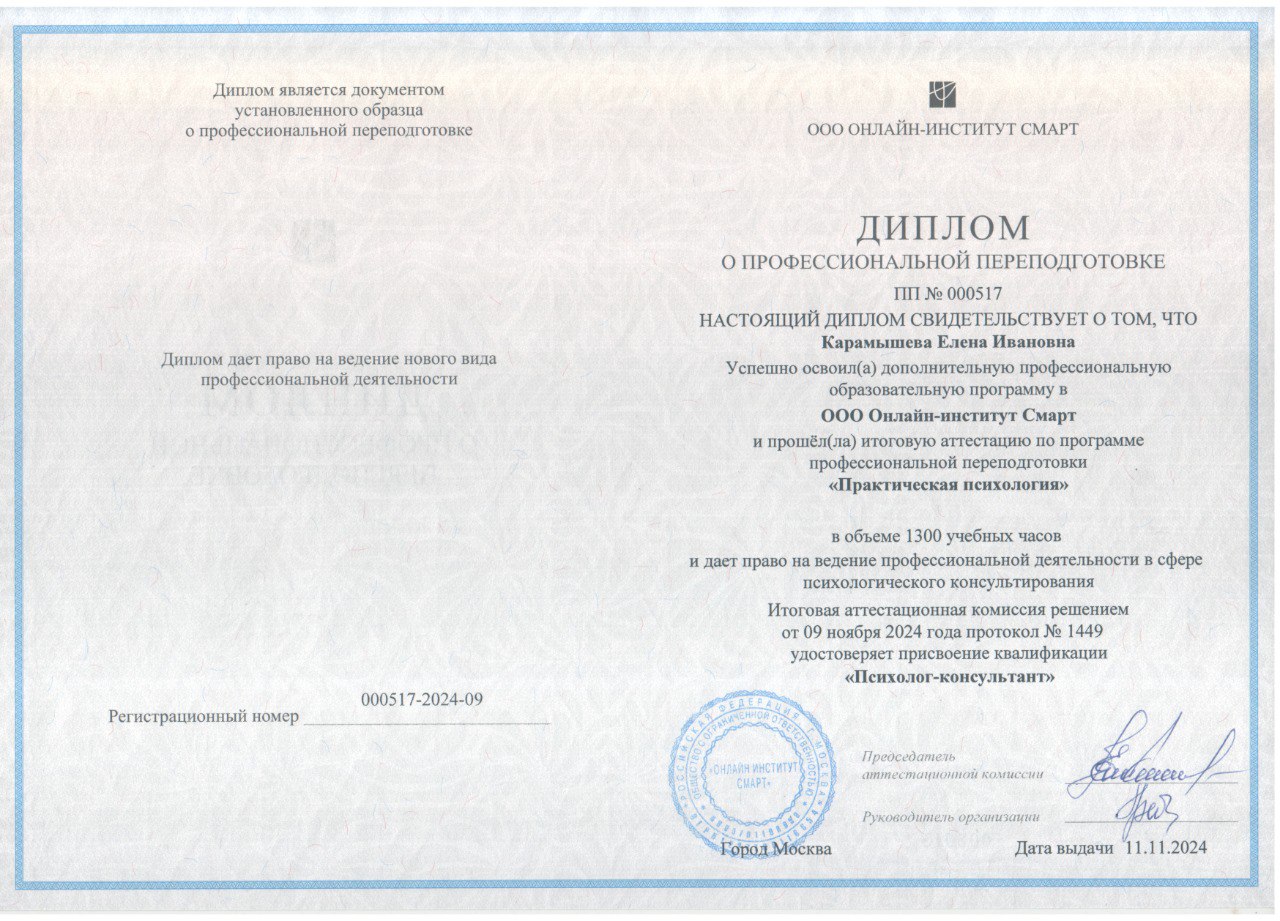 Диплом является документом
установленного образца
о профессиональной переподготовке
Диплом дает право на ведение нового вида
профессиональной деятельности
Регистрационный номер 000517-2024-09
ООО ОНЛАЙН-ИНСТИТУТ СМАРТ
ДИПЛОМ
О ПРОФЕССИОНАЛЬНОЙ ПЕРЕПОДГОТОВКЕ
ПП № 000517
НАСТОЯЩИЙ ДИПЛОМ СВИДЕТЕЛЬСТВУЕТ О ТОМ, ЧТО
Карамышева Елена Ивановна
Успешно освоил(а) дополнительную профессиональную
образовательную программу в
ООО Онлайн-институт Смарт
и прошёл(ла) итоговую аттестацию по программе
профессиональной переподготовки
«Практическая психология»
в объеме 1300 учебных часов
и дает право на ведение профессиональной деятельности в сфере
психологического консультирования
Итоговая аттестационная комиссия решением
от 09 ноября 2024 года протокол № 1449
удостоверяет присвоение квалификации
«Психолог-консультант»
РОССИЙСКАЯ ФЕДЕРАЦИЯ Г. МОСКВА
ОБЩЕСТВО С ОГРАНИЧЕННОЙ ОТВЕТСТВЕННОСТЬЮ
«ОНЛАЙН ИНСТИТУТ
СМАРТ»
Председатель
аттестационной комиссии
Руководитель организации
Город Москва
Дата выдачи 11.11.2024